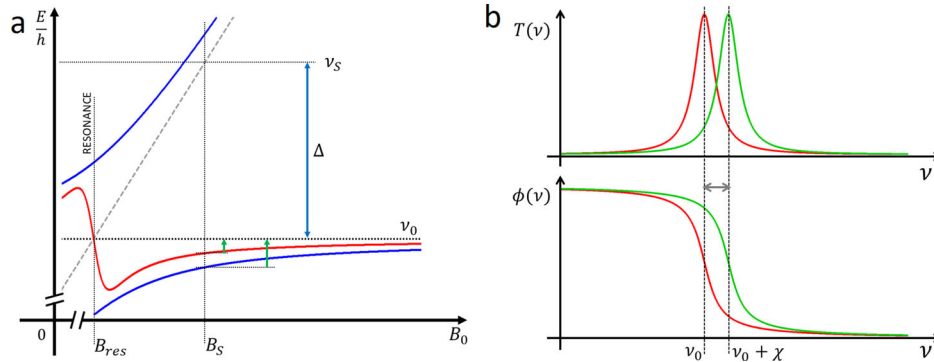 a
E
h
ν_S
RESONANCE
Δ
ν_0
0
B_res
B_S
B_0
b
T(ν)
ν
ϕ(ν)
ν_0
ν_0 + χ
ν